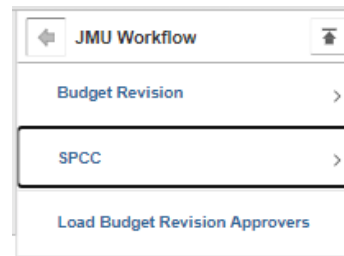 JMU Workflow
Budget Revision
SPCC
Load Budget Revision Approvers